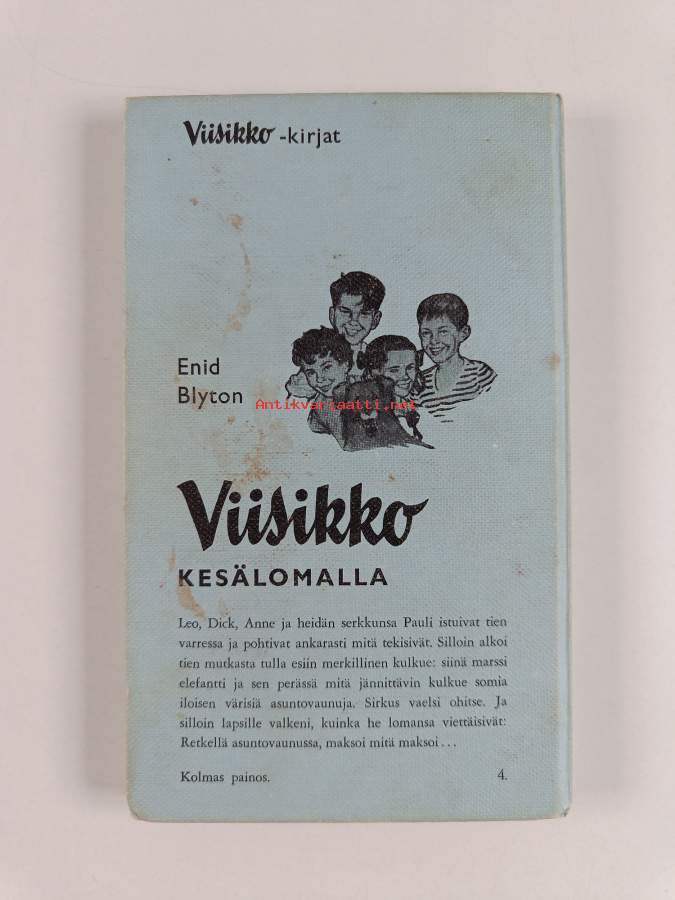 Viisikko -kirjat
Enid
Blyton
Antikvariaatti.net
Viisikko
KESÄLOMALLA
Leo, Dick, Anne ja heidän serkkunsa Pauli istuivat tien
varressa ja pohtivat ankarasti mitä tekisivät. Silloin alkoi
tien mutkasta tulla esiin merkillinen kulkue: siinä marssi
elefantti ja sen perässä mitä jännittävin kulkue somia
iloisen värisiä asuntovaunuja. Sirkus vaelsi ohitse. Ja
silloin lapsille valkeni, kuinka he lomansa viettäisivät:
Retkellä asuntovaunussa, maksoi mitä maksoi...
Kolmas painos. 4.